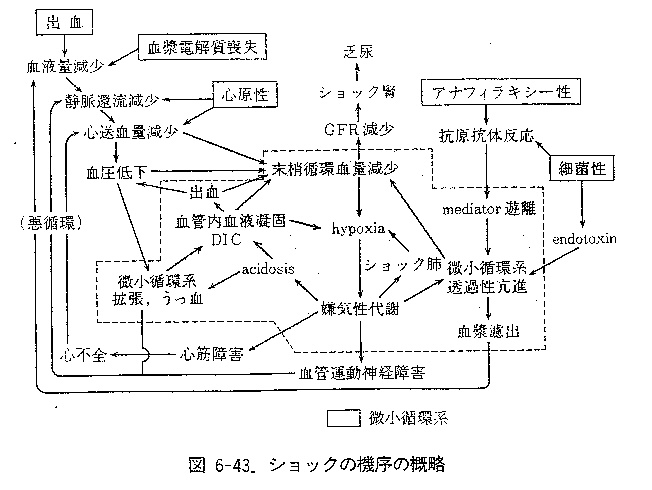 出血
血漿電解質喪失
血液量減少
乏尿
静脈還流減少
心原性
ショック腎
アナフィラキシー性
心送血量減少
GFR減少
抗原抗体反応
血圧低下
末梢循環血量減少
細菌性
出血
(悪循環)
血管内血液凝固
DIC
hypoxia
mediator遊離
endotoxin
acidosis
ショック肺
微小循環系
拡張,うっ血
微小循環系
透過性亢進
嫌気性代謝
血漿濾出
心不全
心筋障害
血管運動神経障害
微小循環系
図 6-43. ショックの機序の概略